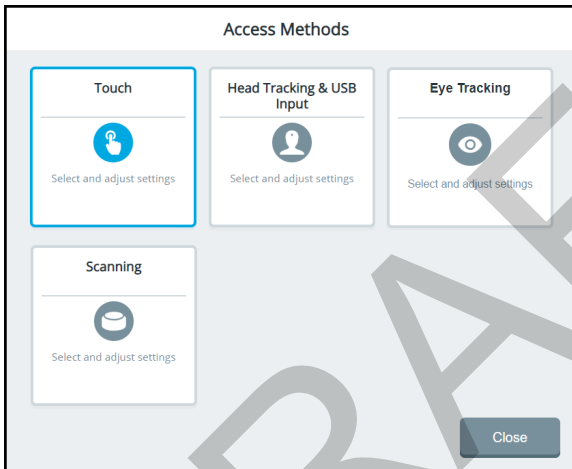 Access Methods
Touch
Select and adjust settings
Head Tracking & USB
Input
Select and adjust settings
Eye Tracking
Select and adjust settings
Scanning
Select and adjust settings
Close